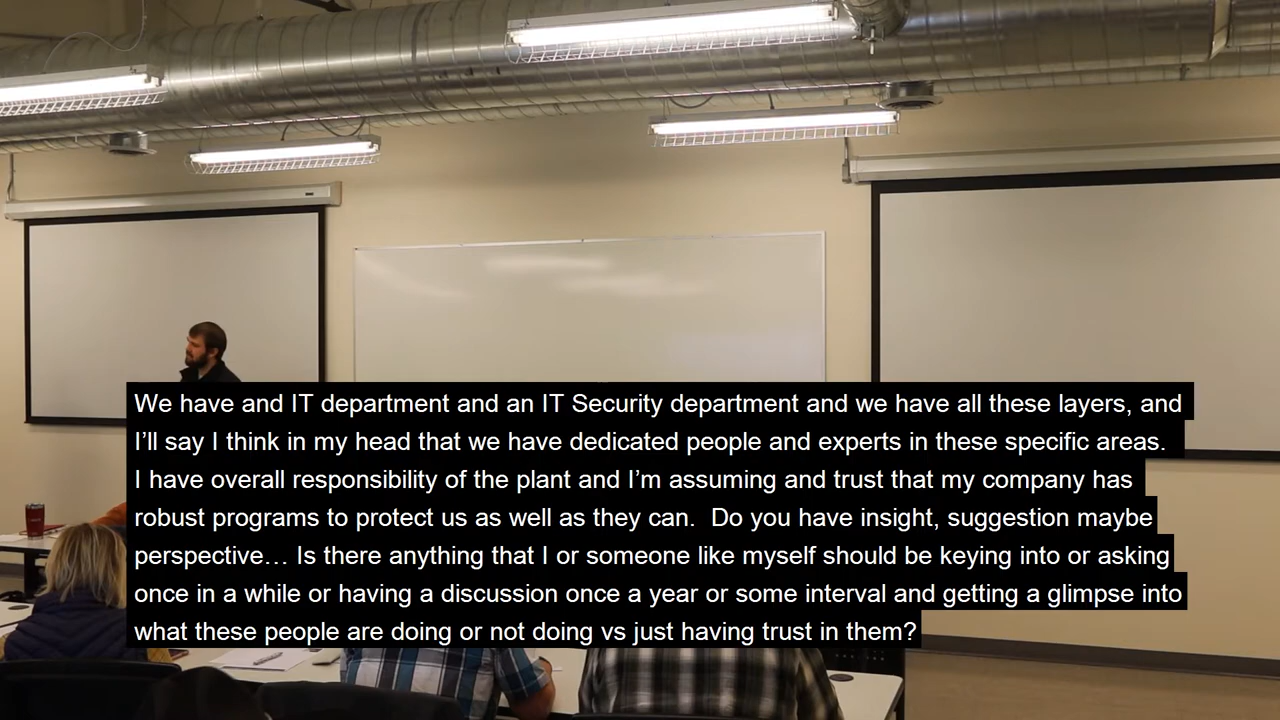 We have and IT department and an IT Security department and we have all these layers, and
I’ll say I think in my head that we have dedicated people and experts in these specific areas.
I have overall responsibility of the plant and I’m assuming and trust that my company has
robust programs to protect us as well as they can.  Do you have insight, suggestion maybe
perspective… Is there anything that I or someone like myself should be keying into or asking
once in a while or having a discussion once a year or some interval and getting a glimpse into
what these people are doing or not doing vs just having trust in them?